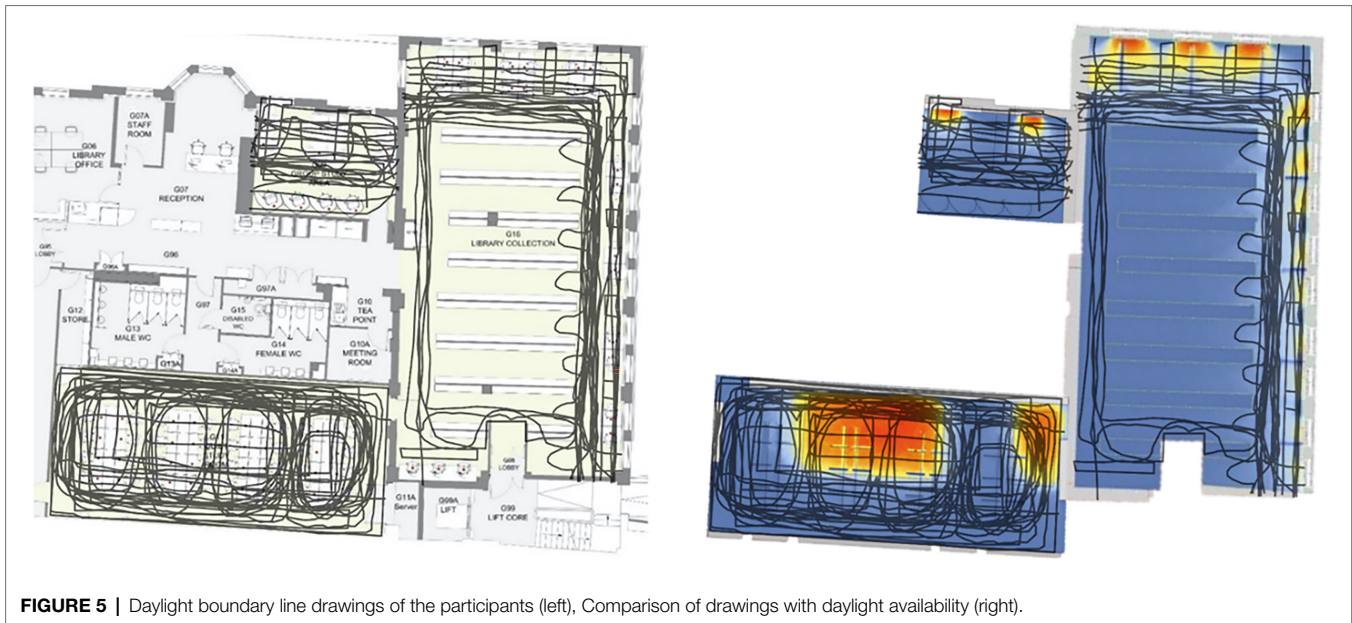 G07A
STAFF
ROOM
G06
LIBRARY
OFFICE
G07
RECEPTION
G16
LIBRARY COLLECTION
G95
LOBBY
G96
G96A
G97A
G97
G12
STORE
G15
DISABLED
WC
G10
TEA
POINT
G13
MALE WC
G14
FEMALE WC
G10A
MEETING
ROOM
G13A
G14A
G98
LOBBY
G11A
Server
G99A
LIFT
G99
LIFT CORE
FIGURE 5 | Daylight boundary line drawings of the participants (left), Comparison of drawings with daylight availability (right).